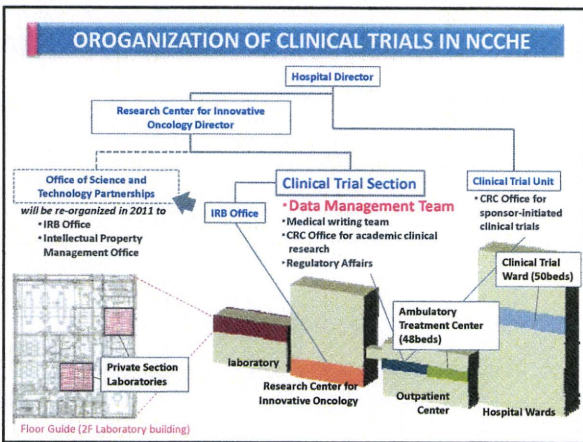 OROGANIZATION OF CLINICAL TRIALS IN NCCHE
Hospital Director
Research Center for Innovative
Oncology Director
Office of Science and
Technology Partnerships
will be re-organized in 2011 to
•IRB Office
•Intellectual Property
Management Office
IRB Office
Clinical Trial Section
•Data Management Team
•Medical writing team
•CRC Office for academic clinical
research
•Regulatory Affairs
Clinical Trial Unit
•CRC Office for
sponsor-initiated
clinical trials
Clinical Trial
Ward (50beds)
Ambulatory
Treatment Center
(48beds)
Private Section
Laboratories
laboratory
Research Center for
Innovative Oncology
Outpatient
Center
Hospital Wards
Floor Guide (2F Laboratory building)